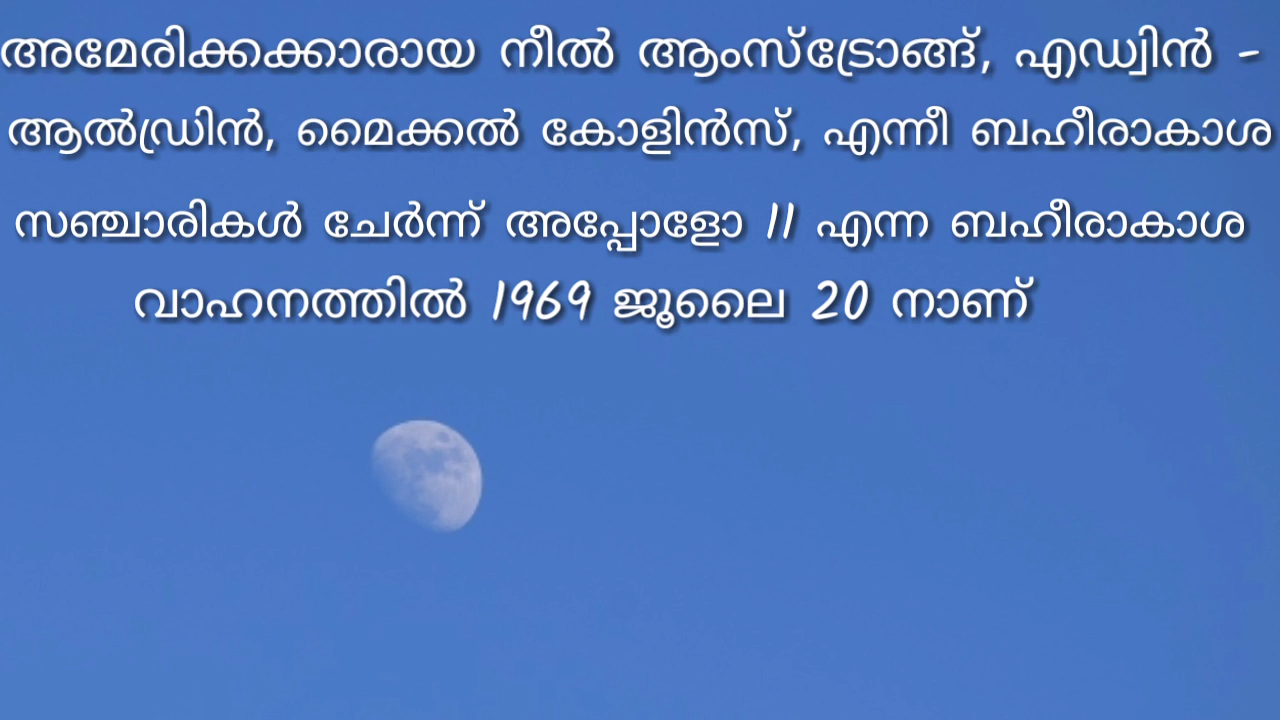 അമേരിക്കക്കാരായ നീൽ ആംസ്ട്രോങ്ങ്, എഡ്വിൻ -
ആൽഡ്രിൻ, മൈക്കൽ കോളിൻസ്, എന്നീ ബഹീരാകാശ
സഞ്ചാരികൾ ചേർന്ന് അപ്പോളോ 11 എന്ന ബഹീരാകാശ
വാഹനത്തിൽ 1969 ജൂലൈ 20 നാണ്